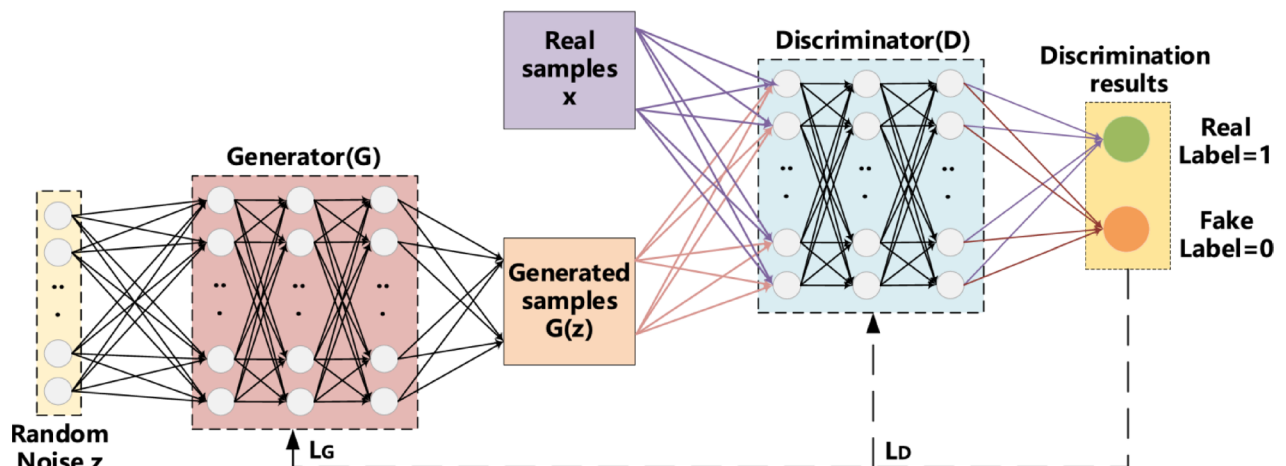 Real
samples
x
Discriminator(D)
Discrimination
results
Real
Label=1
Fake
Label=0
Generator(G)
Generated
samples
G(z)
Random
Noise z
LG
LD